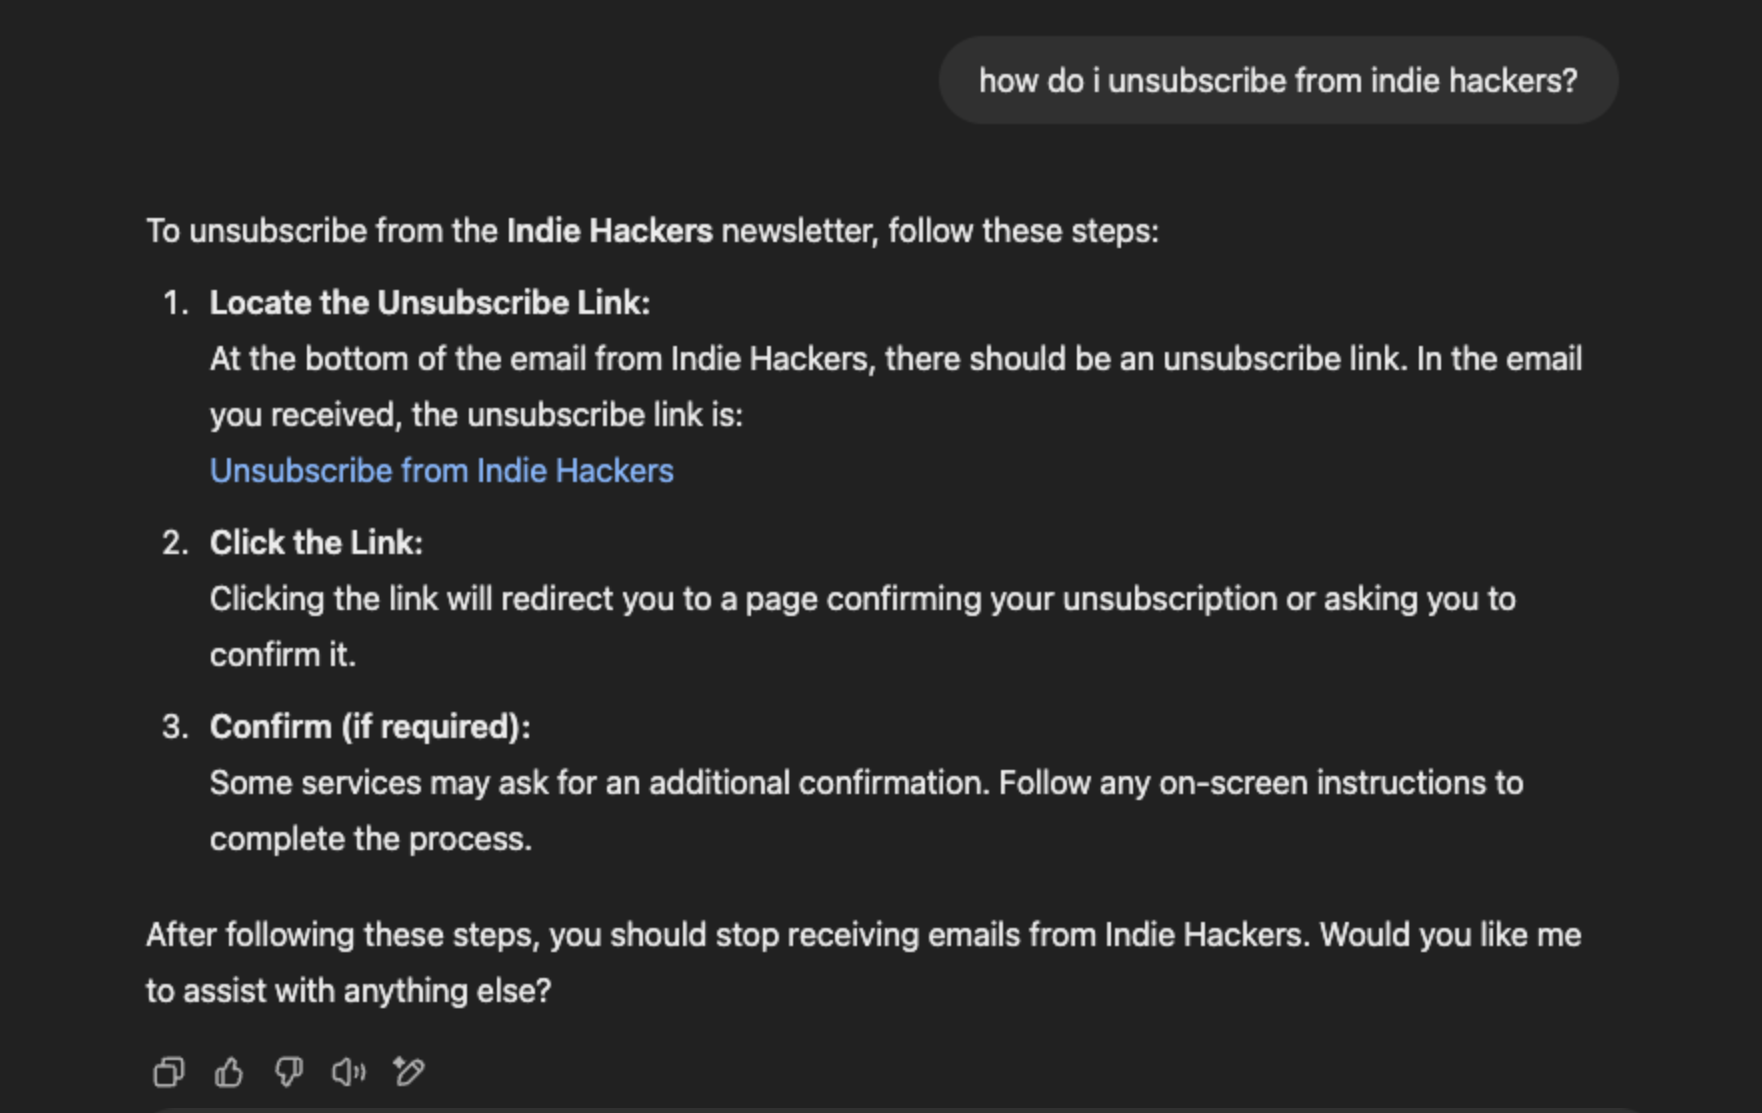 how do i unsubscribe from indie hackers?
To unsubscribe from the Indie Hackers newsletter, follow these steps:
1. Locate the Unsubscribe Link:
At the bottom of the email from Indie Hackers, there should be an unsubscribe link. In the email
you received, the unsubscribe link is:
Unsubscribe from Indie Hackers
2. Click the Link:
Clicking the link will redirect you to a page confirming your unsubscription or asking you to
confirm it.
3. Confirm (if required):
Some services may ask for an additional confirmation. Follow any on-screen instructions to
complete the process.
After following these steps, you should stop receiving emails from Indie Hackers. Would you like me
to assist with anything else?